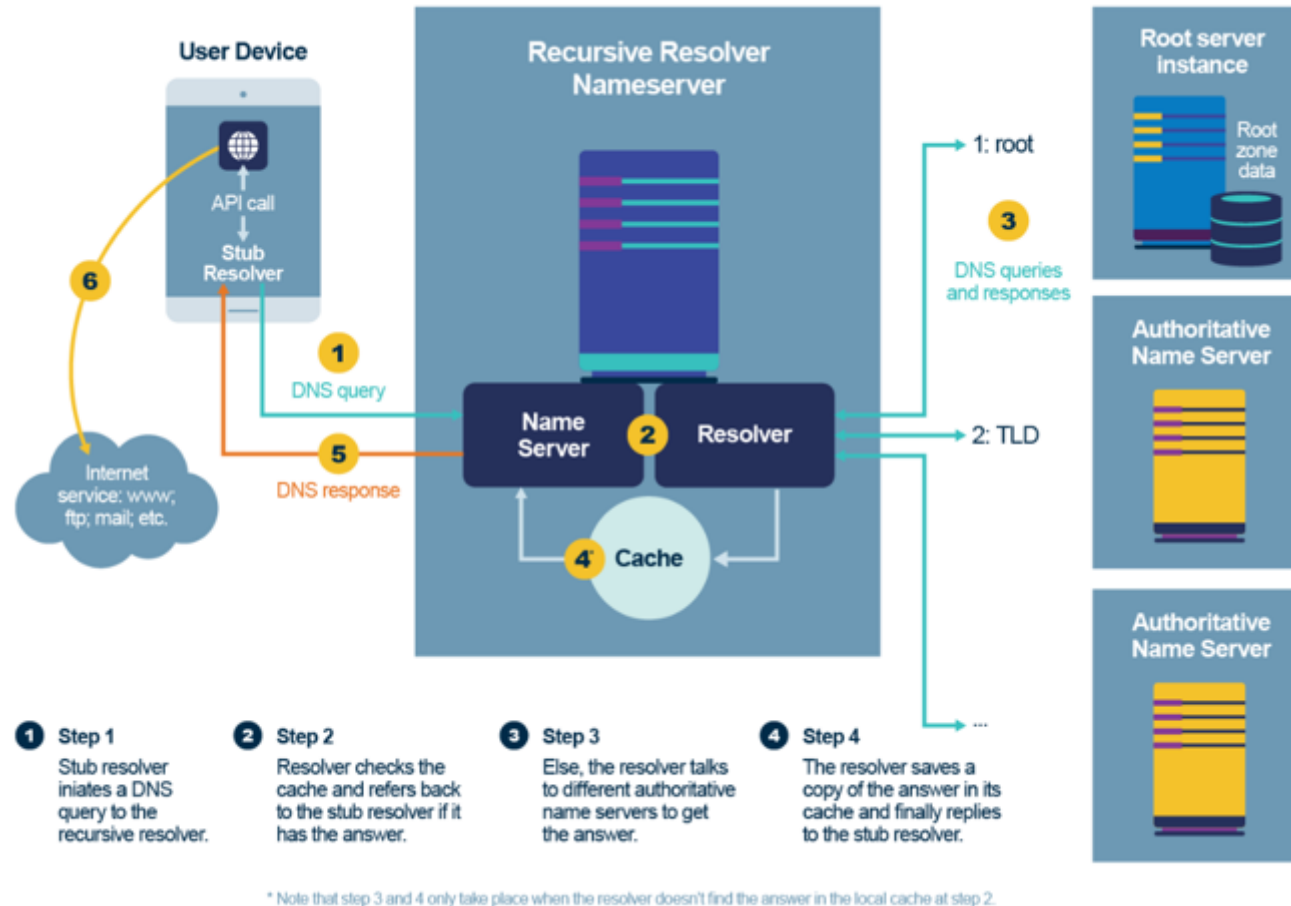 User Device
API call
Stub
Resolver
6
1
DNS query
5
DNS response
Internet
service: www;
ftp; mail; etc.
Recursive Resolver
Nameserver
Name
Server
2
Resolver
4*
Cache
1: root
3
DNS queries
and responses
2: TLD
...
Root server
instance
Root
zone
data
Authoritative
Name Server
Authoritative
Name Server
1 Step 1
Stub resolver
iniates a DNS
query to the
recursive resolver.
2 Step 2
Resolver checks the
cache and refers back
to the stub resolver if it
has the answer.
3 Step 3
Else, the resolver talks
to different authoritative
name servers to get
the answer.
4 Step 4
The resolver saves a
copy of the answer in its
cache and finally replies
to the stub resolver.
* Note that step 3 and 4 only take place when the resolver doesn't find the answer in the local cache at step 2.